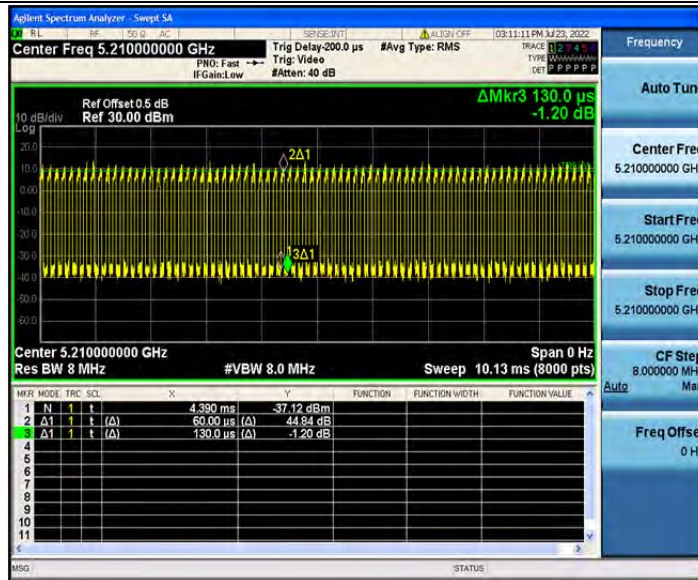 Agilent Spectrum Analyzer - Swept SA
RL RF 50 Ω AC SENSE:INT ALIGN OFF 03:11:11 PM Jul 23, 2022
Center Freq 5.210000000 GHz Trig Delay-200.0 µs #Avg Type: RMS TRACE 1 2 3 4 5 6
PNO: Fast Trig: Video TYPE W
IFGain:Low #Atten: 40 dB DET P P P P P P
Frequency
Auto Tun
Ref Offset 0.5 dB ΔMkr3 130.0 µs
10 dB/div Ref 30.00 dBm -1.20 dB
Log
20.0
10.0
0.00
-10.0
-20.0
-30.0
-40.0
-50.0
-60.0
2Δ1
3Δ1
Center Fre
5.210000000 GH
Start Fre
5.210000000 GH
Stop Fre
5.210000000 GH
Center 5.210000000 GHz Span 0 Hz
Res BW 8 MHz #VBW 8.0 MHz Sweep 10.13 ms (8000 pts)
CF Step
8.000000 MH
Auto Ma
Freq Offse
0 H
MKR MODE TRC SCL X Y FUNCTION FUNCTION WIDTH FUNCTION VALUE
1 N 1 t 4.390 ms -37.12 dBm
2 Δ1 1 t (Δ) 60.00 µs (Δ) 44.84 dB
3 Δ1 1 t (Δ) 130.0 µs (Δ) -1.20 dB
4
5
6
7
8
9
10
11
MSG STATUS